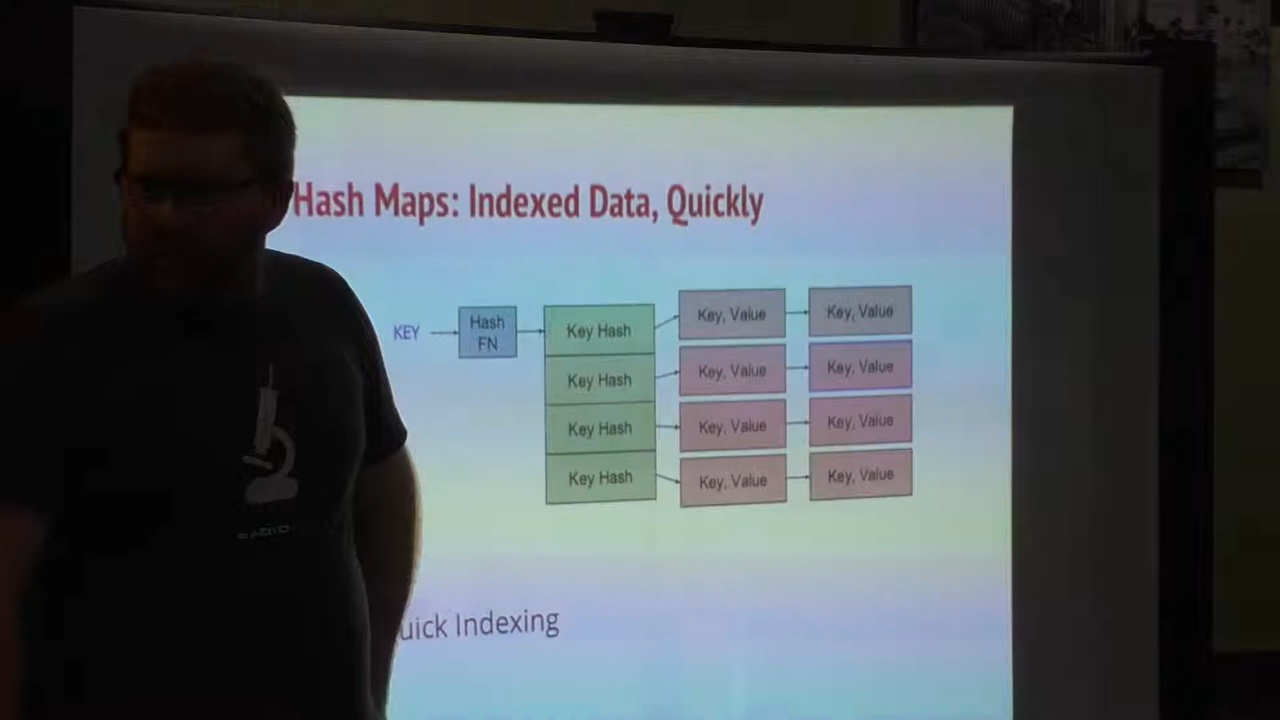 Hash Maps: Indexed Data, Quickly
KEY
Hash
FN
Key Hash
Key, Value
Key, Value
Key Hash
Key, Value
Key, Value
Key Hash
Key, Value
Key, Value
Key Hash
Key, Value
Key, Value
uick Indexing
RADIO